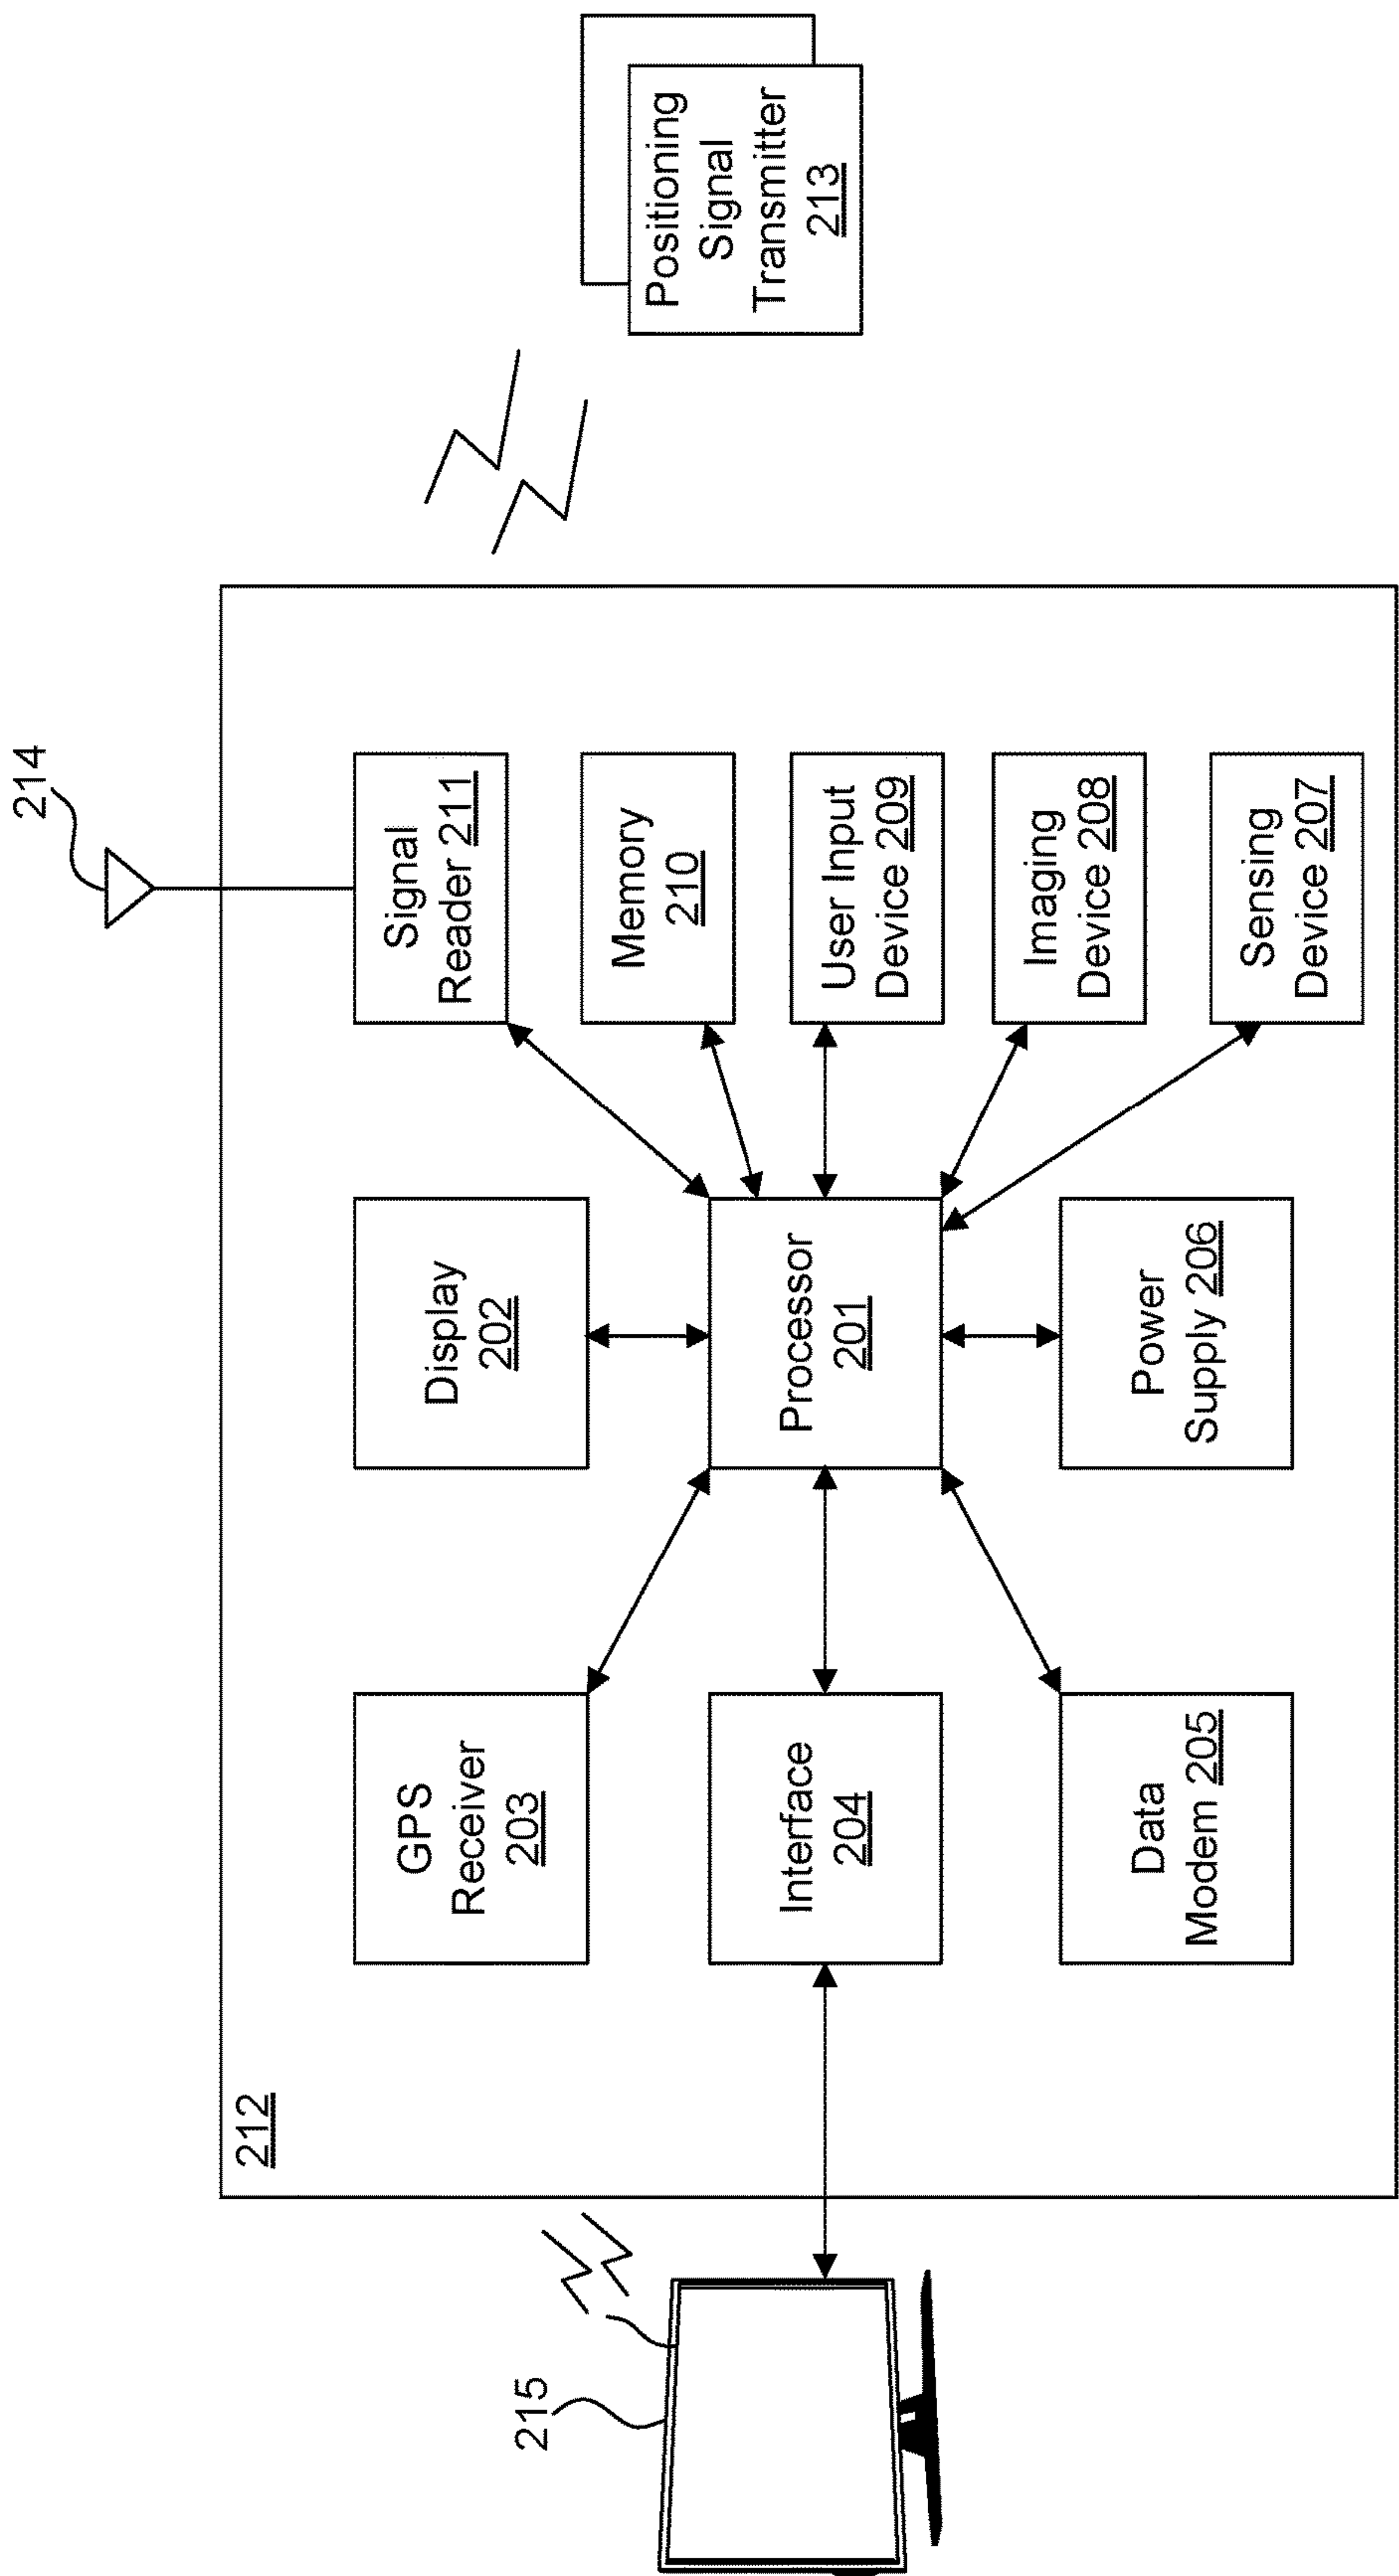 214
212
GPS
Receiver
203
Display
202
Signal
Reader 211
Positioning
Signal
Transmitter
213
Memory
210
215
Interface
204
Processor
201
User Input
Device 209
Imaging
Device 208
Data
Modem 205
Power
Supply 206
Sensing
Device 207